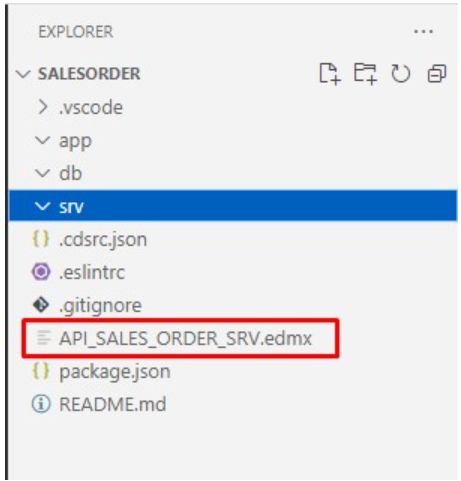 EXPLORER ...
SALESORDER
.vscode
app
db
srv
{} .cdsrc.json
.eslintrc
.gitignore
API_SALES_ORDER_SRV.edmx
{} package.json
README.md